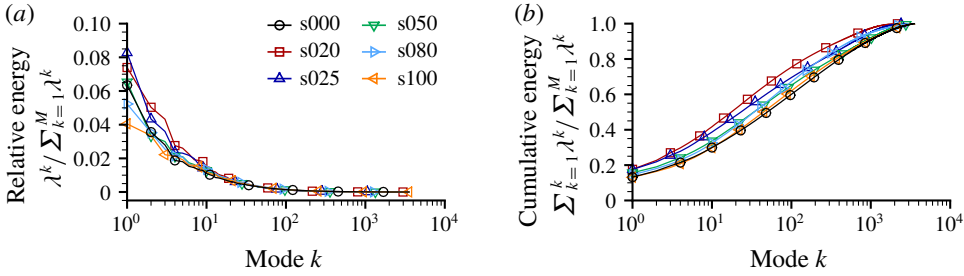 (a)
0.10
0.08
0.06
0.04
0.02
0
Relative energy
λ^k/Σ^M_{k=1}λ^k
s000
s020
s025
s050
s080
s100
10^0
10^1
10^2
10^3
10^4
Mode k
(b)
1.0
0.8
0.6
0.4
0.2
0
Cumulative energy
Σ^k_{k=1}λ^k/Σ^M_{k=1}λ^k
10^0
10^1
10^2
10^3
10^4
Mode k